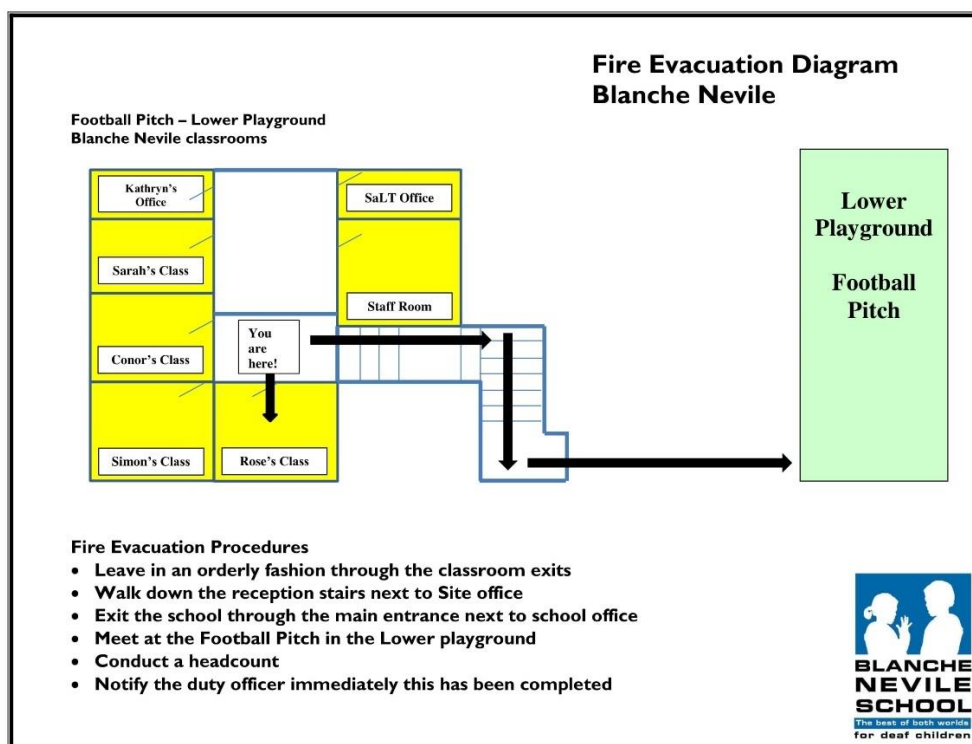 Fire Evacuation Diagram
Blanche Nevile
Football Pitch – Lower Playground
Blanche Nevile classrooms
Kathryn's
Office
SaLT Office
Sarah's Class
Staff Room
Conor's Class
You
are
here!
Simon's Class
Rose's Class
Lower
Playground
Football
Pitch
Fire Evacuation Procedures
• Leave in an orderly fashion through the classroom exits
• Walk down the reception stairs next to Site office
• Exit the school through the main entrance next to school office
• Meet at the Football Pitch in the Lower playground
• Conduct a headcount
• Notify the duty officer immediately this has been completed
BLANCHE
NEVILE
SCHOOL
The best of both worlds
for deaf children